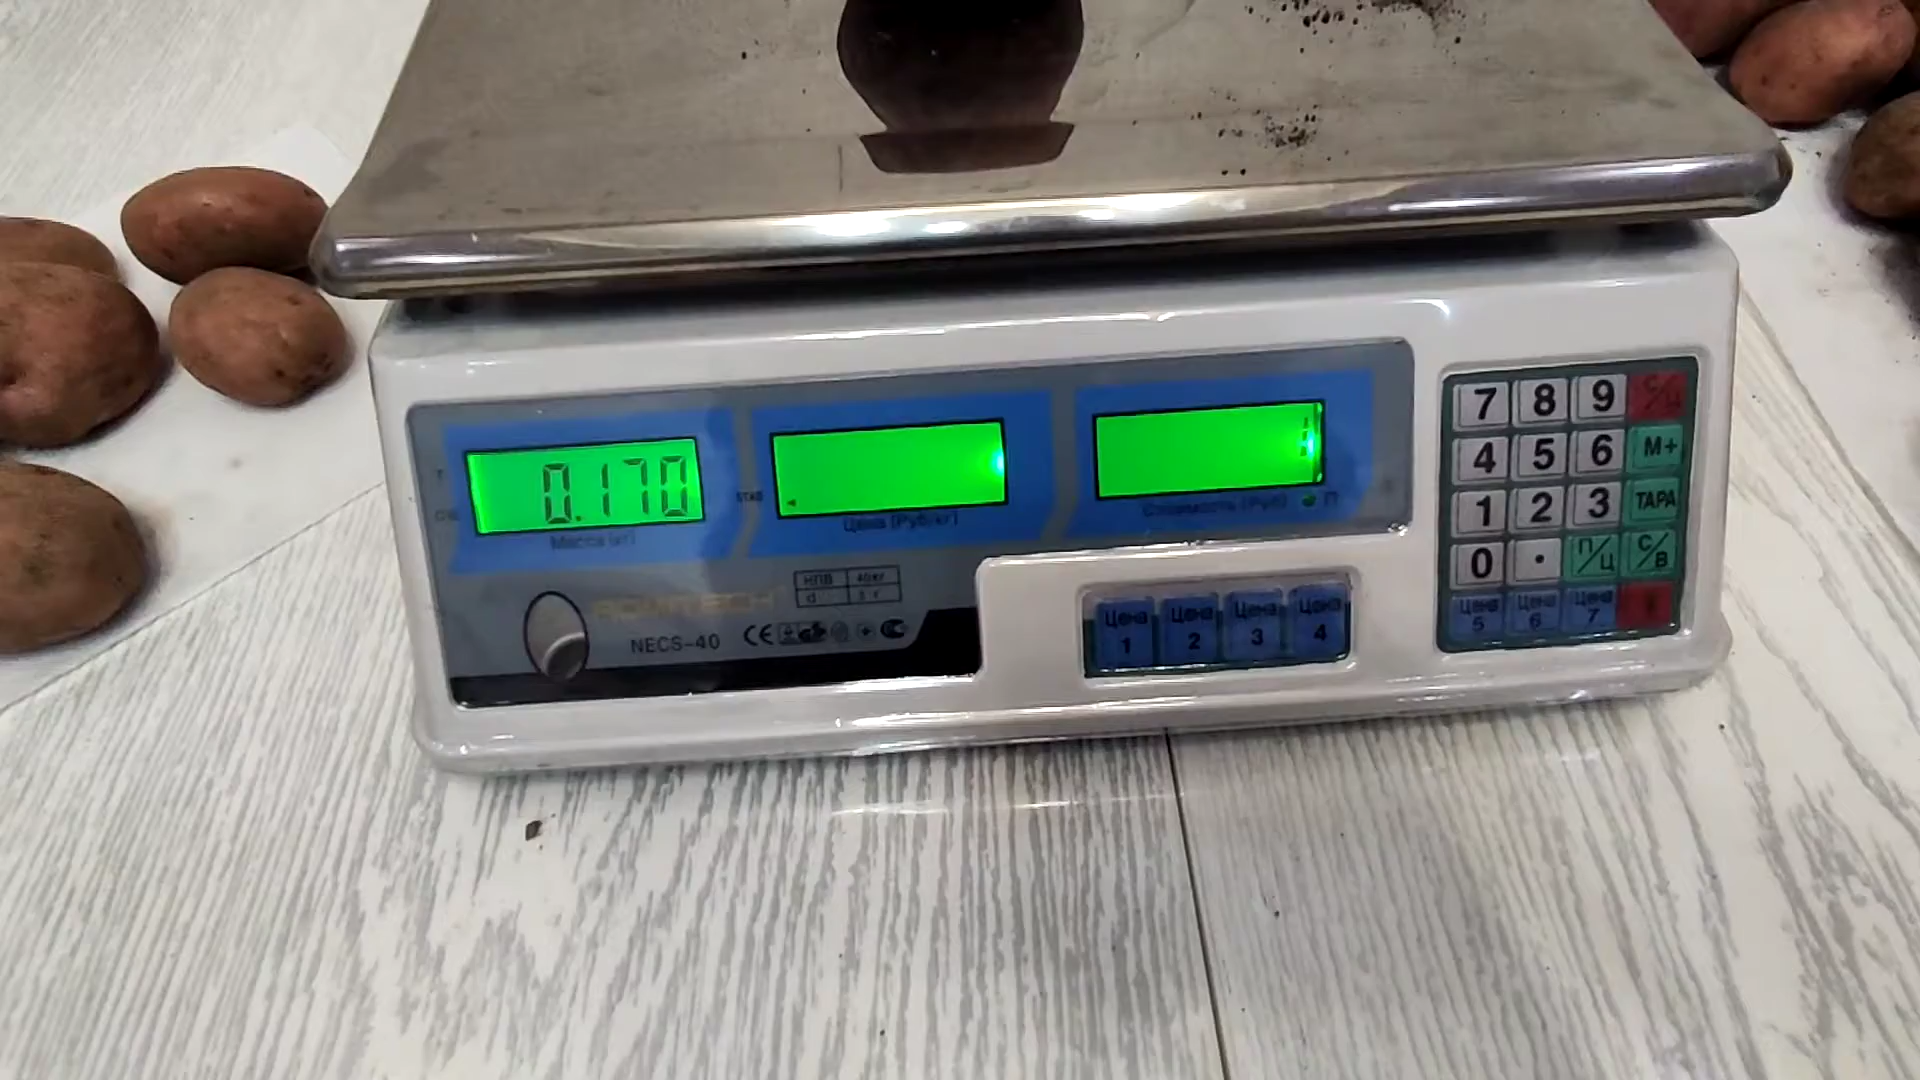 0.170
STAB
Масса (кг)
Цена (Руб/кг)
Стоимость (Руб)
НПВ 40кг
d
ROMITECH
NECS-40
CE
Цена 1
Цена 2
Цена 3
Цена 4
7 8 9 С/Ц
4 5 6 М+
1 2 3 ТАРА
0 . П/Ц С/В
Цена 5
Цена 6
Цена 7